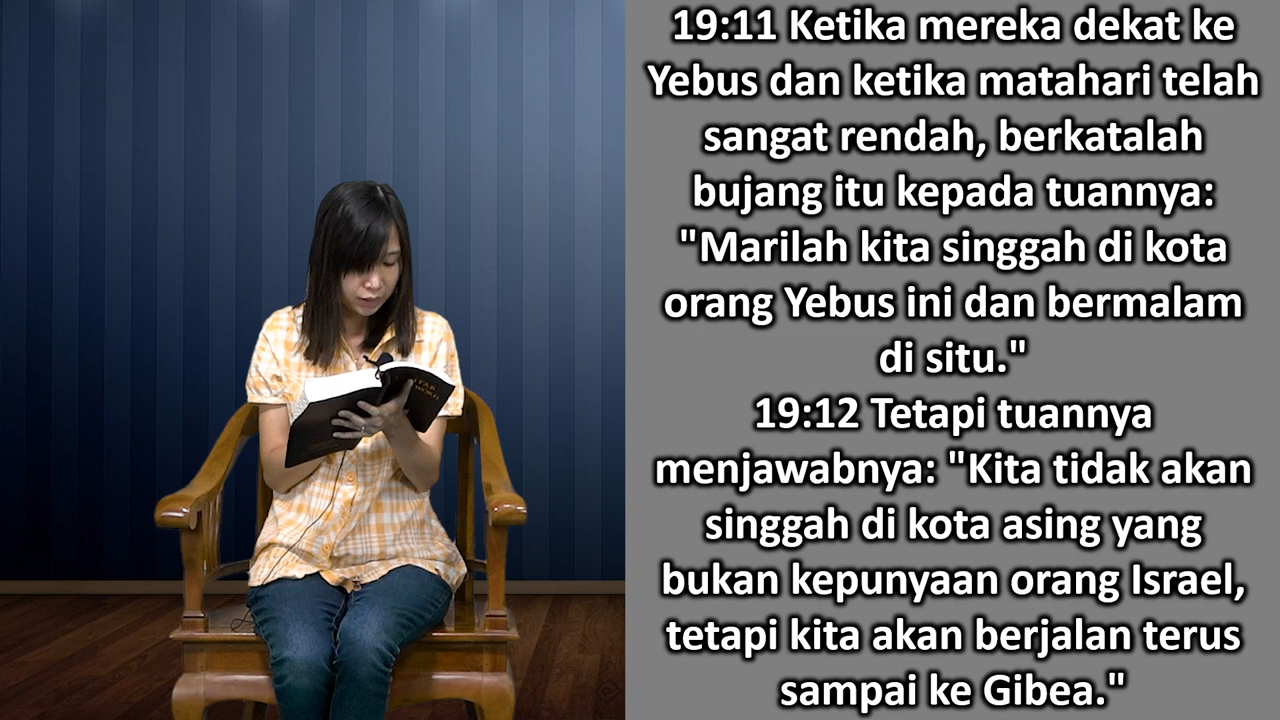 19:11 Ketika mereka dekat ke
Yebus dan ketika matahari telah
sangat rendah, berkatalah
bujang itu kepada tuannya:
"Marilah kita singgah di kota
orang Yebus ini dan bermalam
di situ."
19:12 Tetapi tuannya
menjawabnya: "Kita tidak akan
singgah di kota asing yang
bukan kepunyaan orang Israel,
tetapi kita akan berjalan terus
sampai ke Gibea."